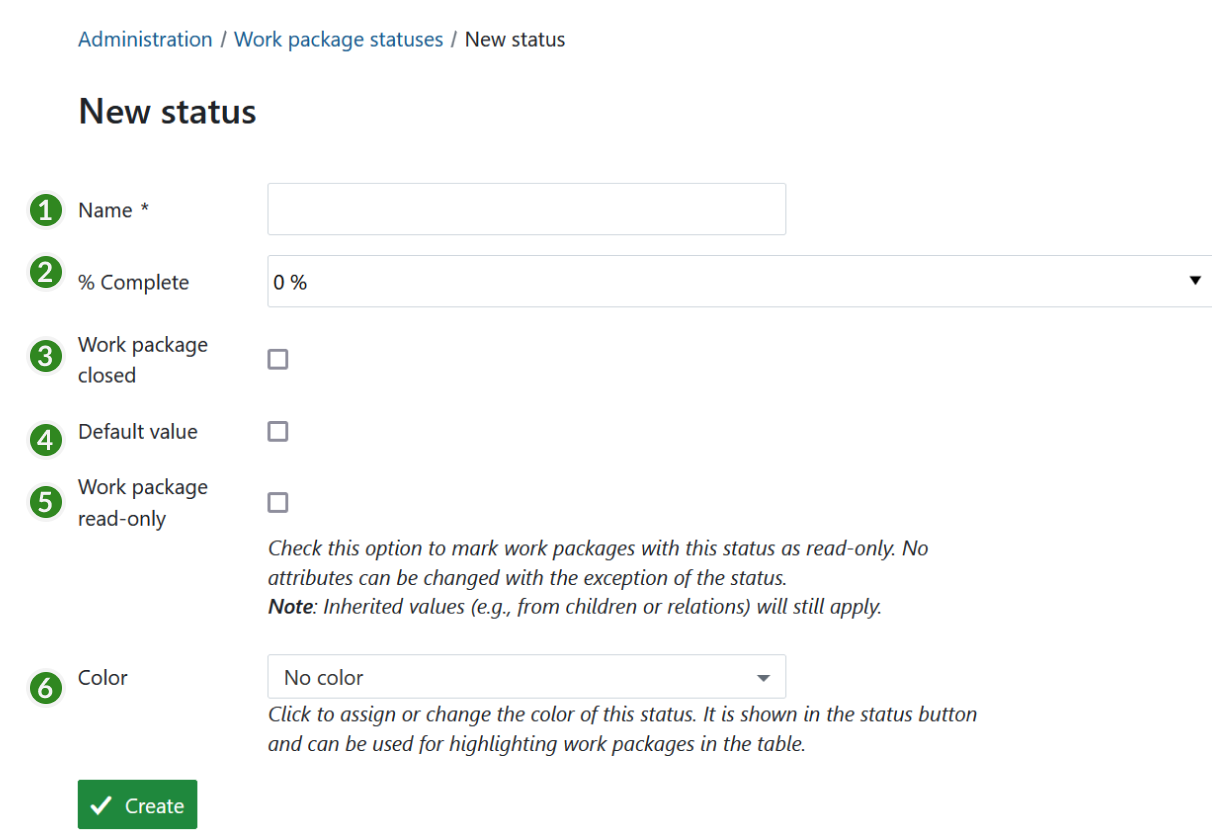 Administration / Work package statuses / New status
New status
1 Name *
2 % Complete 0 %
3 Work package
closed
4 Default value
5 Work package
read-only
Check this option to mark work packages with this status as read-only. No
attributes can be changed with the exception of the status.
Note: Inherited values (e.g., from children or relations) will still apply.
6 Color No color
Click to assign or change the color of this status. It is shown in the status button
and can be used for highlighting work packages in the table.
Create